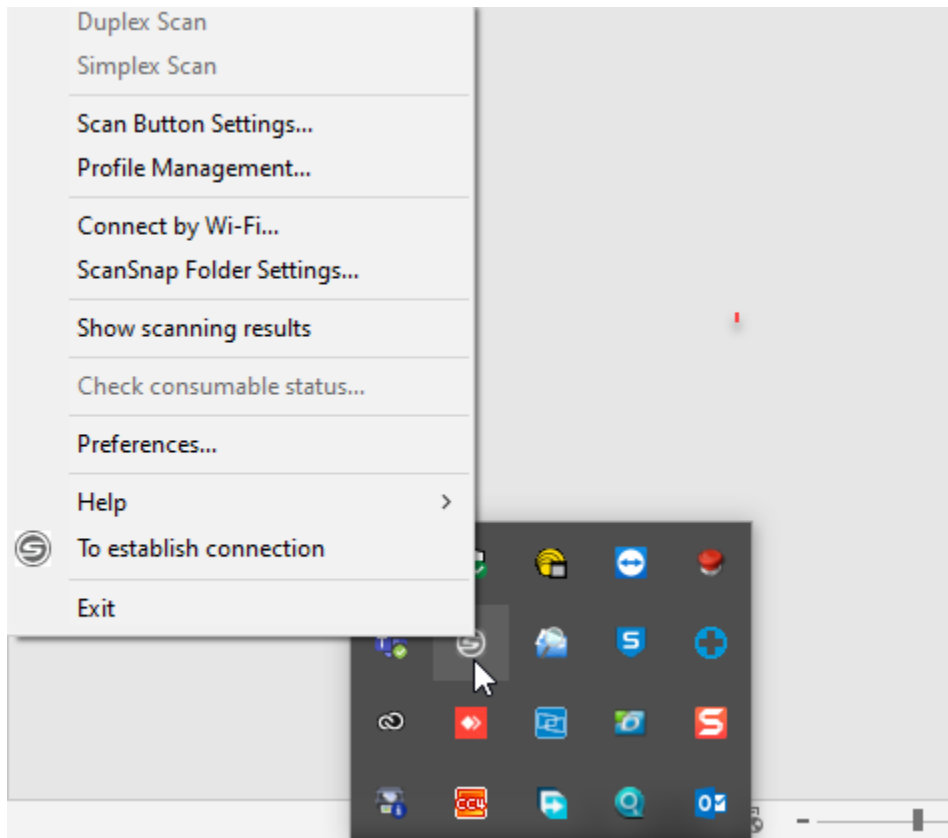 Duplex Scan
Simplex Scan
Scan Button Settings...
Profile Management...
Connect by Wi-Fi...
ScanSnap Folder Settings...
Show scanning results
Check consumable status...
Preferences...
Help
To establish connection
Exit
CC4